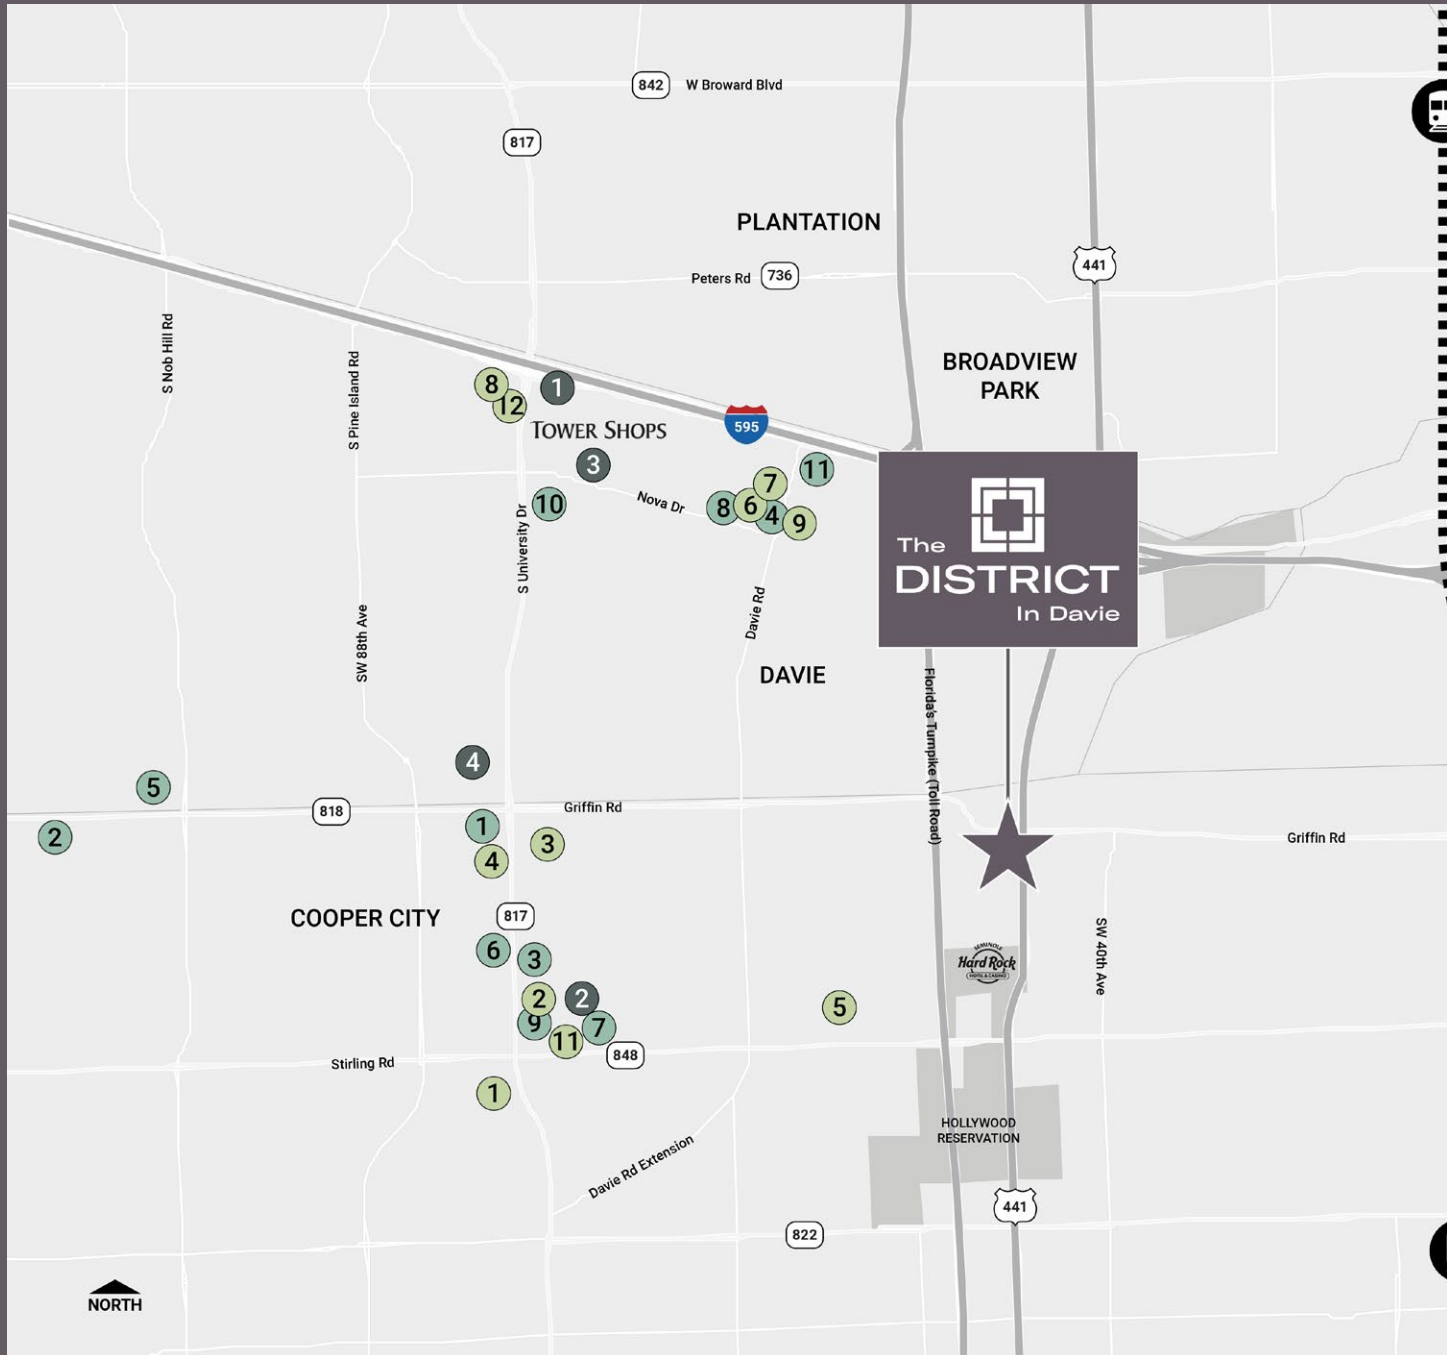 842 W Broward Blvd
817
PLANTATION
Peters Rd 736
441
S Nob Hill Rd
S Pine Island Rd
BROADVIEW
PARK
8
1
12
TOWER SHOPS
595
3
11
7
10
Nova Dr
8
6
4
9
S University Dr
The
DISTRICT
In Davie
Davie Rd
SW 88th Ave
DAVIE
Florida's Turnpike (Toll Road)
4
5
818
Griffin Rd
2
1
3
Griffin Rd
4
COOPER CITY
817
SW 40th Ave
6
3
SEMINOLE
Hard Rock
HOTEL & CASINO
2
2
5
9
7
11
848
Stirling Rd
1
HOLLYWOOD
RESERVATION
Davie Rd Extension
441
822
NORTH